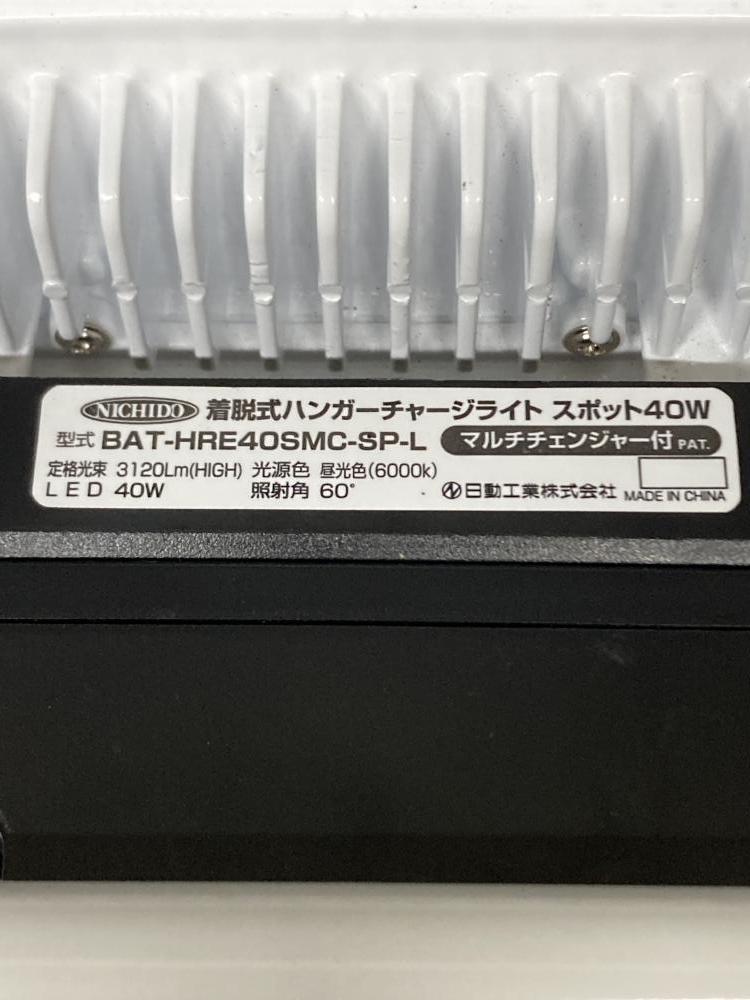 NICHIDO 着脱式ハンガーチャージライト スポット40W
型式 BAT-HRE40SMC-SP-L マルチチェンジャー付 PAT.
定格光束 3120Lm(HIGH) 光源色 昼光色(6000k)
LED 40W 照射角 60° 日動工業株式会社 MADE IN CHINA